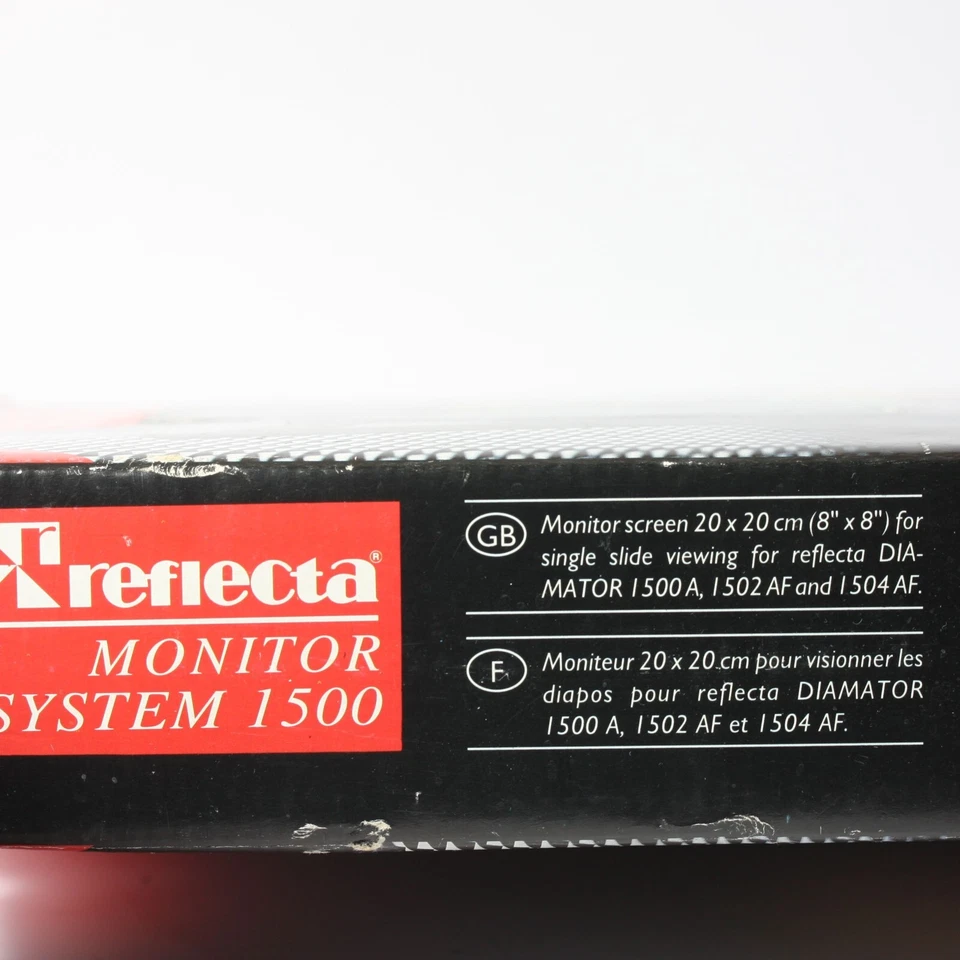 r
reflecta®
MONITOR
SYSTEM 1500
GB
Monitor screen 20 x 20 cm (8" x 8") for
single slide viewing for reflecta DIA-
MATOR 1500 A, 1502 AF and 1504 AF.
F
Moniteur 20 x 20 cm pour visionner les
diapos pour reflecta DIAMATOR
1500 A, 1502 AF et 1504 AF.